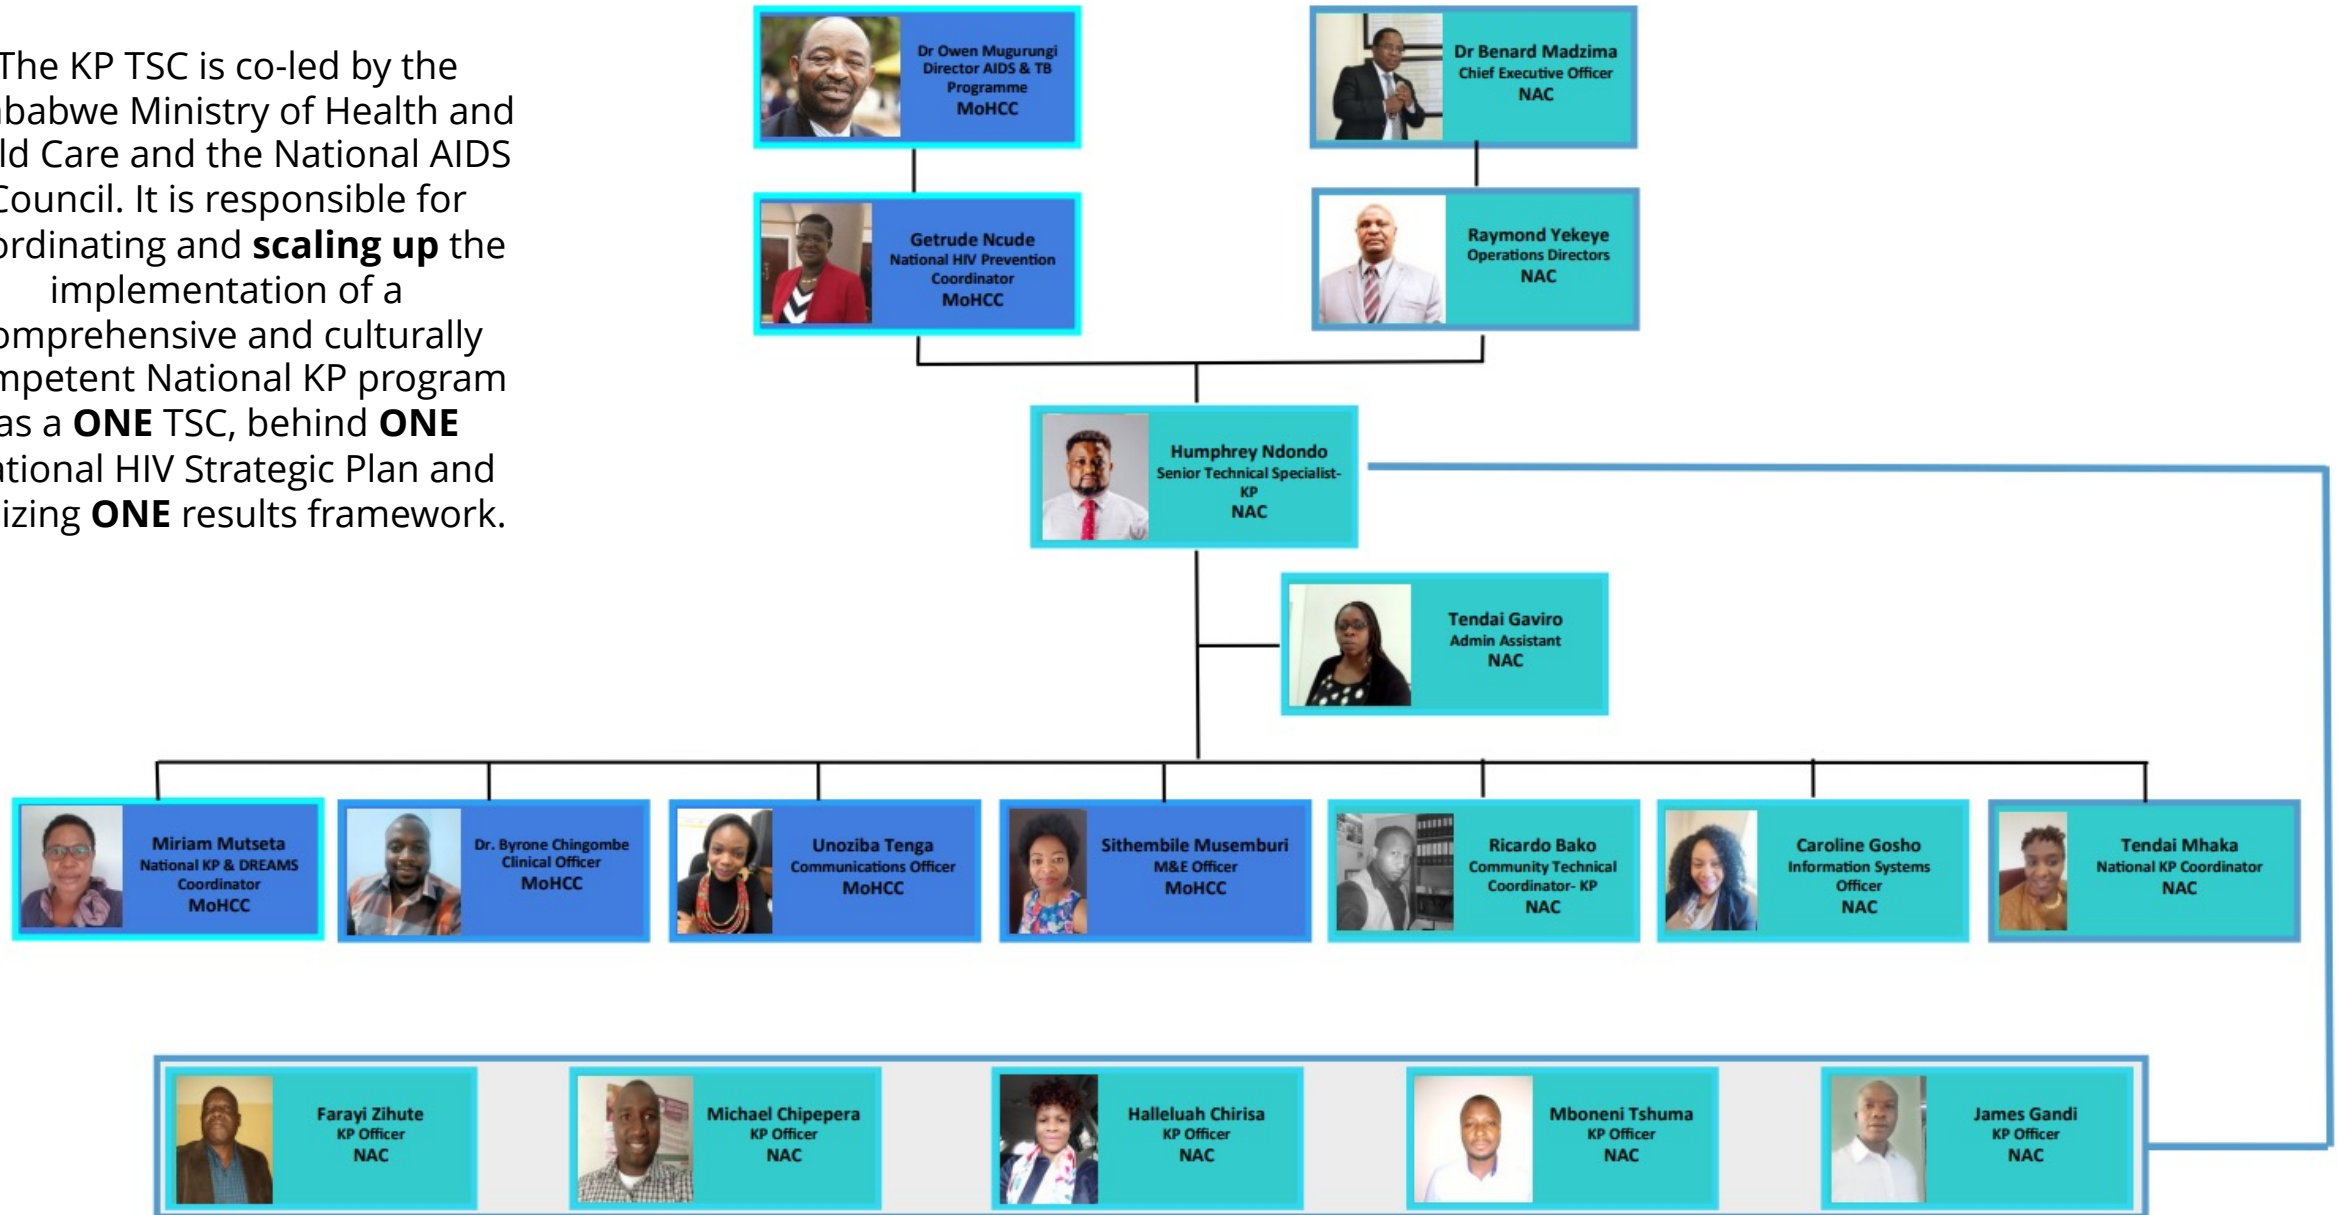 The KP TSC is co-led by the
babwe Ministry of Health and
ld Care and the National AIDS
Council. It is responsible for
ordinating and scaling up the
implementation of a
omprehensive and culturally
mpetent National KP program
as a ONE TSC, behind ONE
ational HIV Strategic Plan and
izing ONE results framework.
Dr Owen Mugurungi
Director AIDS & TB
Programme
MoHCC
Dr Benard Madzima
Chief Executive Officer
NAC
Getrude Ncude
National HIV Prevention
Coordinator
MoHCC
Raymond Yekeye
Operations Directors
NAC
Humphrey Ndondo
Senior Technical Specialist-
KP
NAC
Tendai Gaviro
Admin Assistant
NAC
Miriam Mutseta
National KP & DREAMS
Coordinator
MoHCC
Dr. Byrone Chingombe
Clinical Officer
MoHCC
Unoziba Tenga
Communications Officer
MoHCC
Sithembile Musemburi
M&E Officer
MoHCC
Ricardo Bako
Community Technical
Coordinator- KP
NAC
Caroline Gosho
Information Systems
Officer
NAC
Tendai Mhaka
National KP Coordinator
NAC
Farayi Zihute
KP Officer
NAC
Michael Chipepera
KP Officer
NAC
Halleluah Chirisa
KP Officer
NAC
Mboneni Tshuma
KP Officer
NAC
James Gandi
KP Officer
NAC